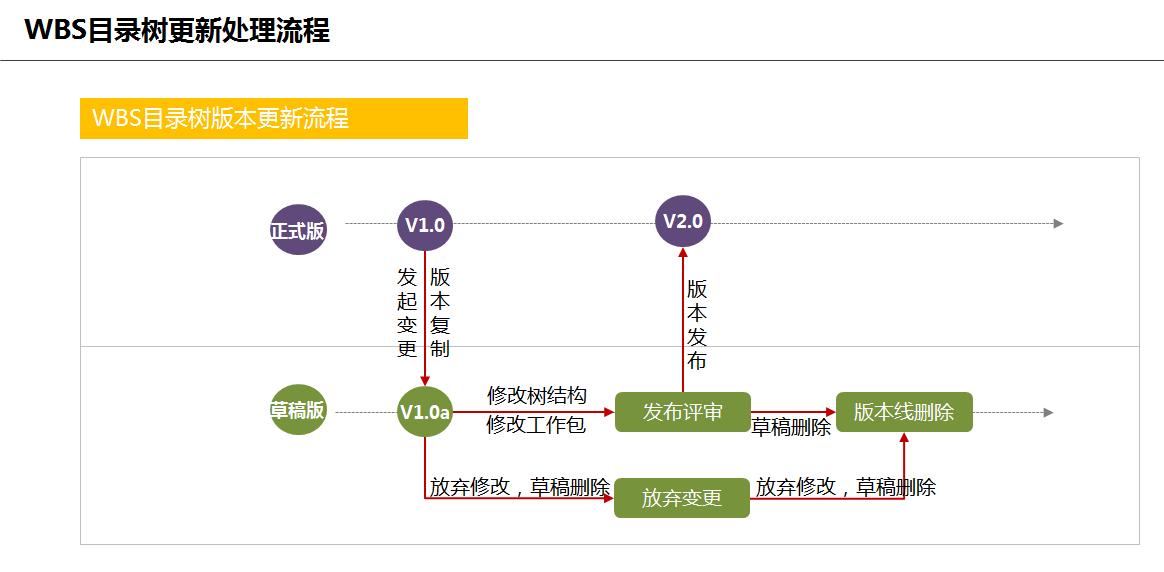 WBS目录树更新处理流程
WBS目录树版本更新流程
正式版
V1.0
V2.0
发起变更
版本复制
版本发布
草稿版
V1.0a
修改树结构
修改工作包
发布评审
草稿删除
版本线删除
放弃修改，草稿删除
放弃变更
放弃修改，草稿删除